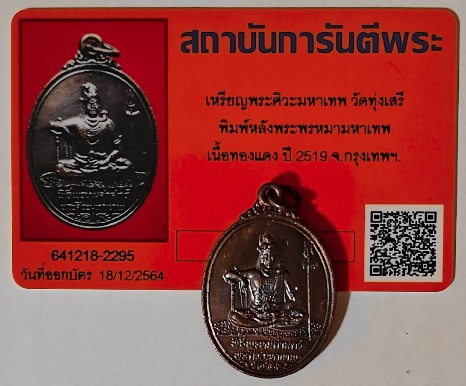 สถาบันการันตีพระ
เหรียญพระศิวะมหาเทพ วัดทุ่งเสรี
พิมพ์หลังพระพรหมามหาเทพ
เนื้อทองแดง ปี 2519 จ.กรุงเทพฯ.
641218-2295
วันที่ออกบัตร 18/12/2564